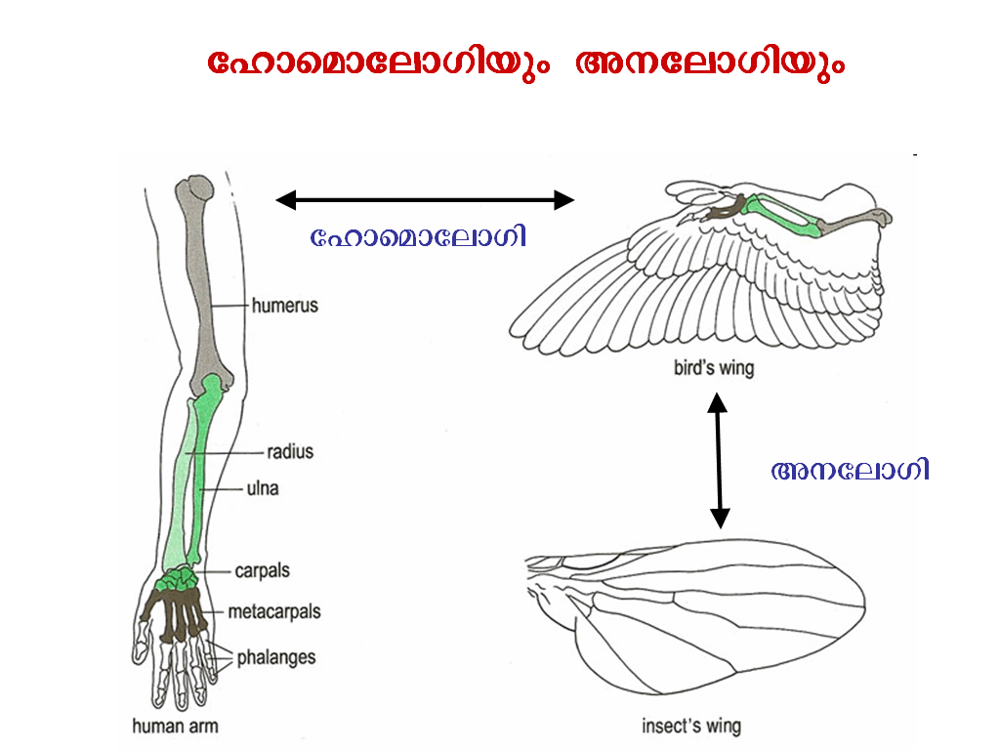 ഹോമൊലോഗിയും അനലോഗിയും
ഹോമൊലോഗി
humerus
bird's wing
radius
അനലോഗി
ulna
carpals
metacarpals
phalanges
human arm
insect's wing